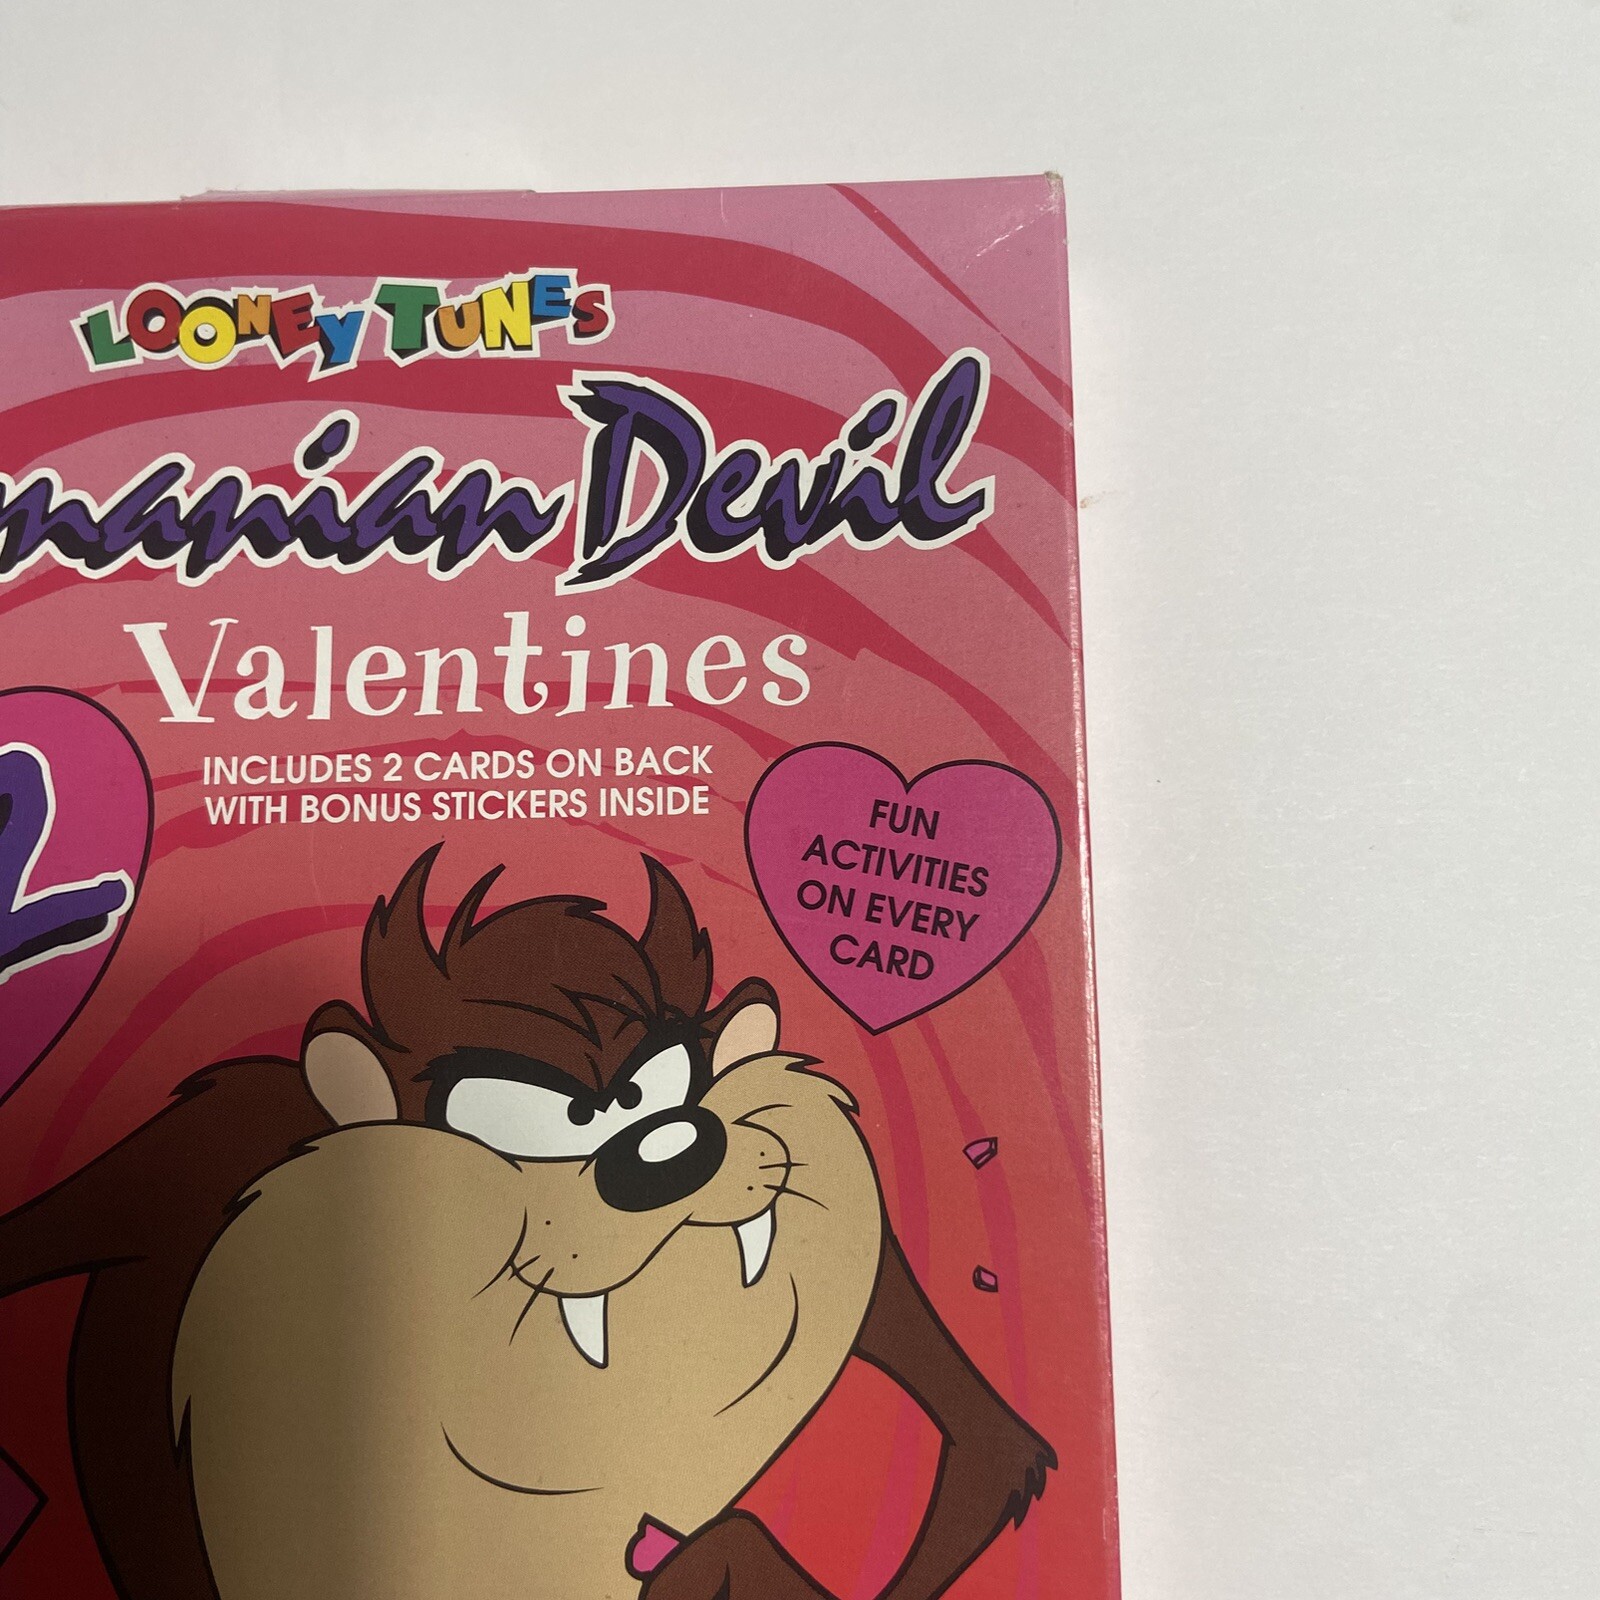 LOONEY TUNES
manian Devil
Valentines
INCLUDES 2 CARDS ON BACK
WITH BONUS STICKERS INSIDE
2
FUN
ACTIVITIES
ON EVERY
CARD